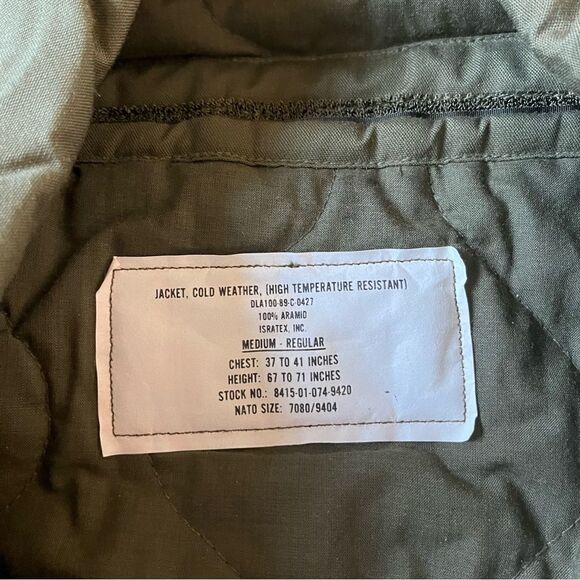 JACKET, COLD WEATHER, (HIGH TEMPERATURE RESISTANT)
DLA100-89-C-0427
100% ARAMID
ISRATEX, INC.
MEDIUM - REGULAR
CHEST: 37 TO 41 INCHES
HEIGHT: 67 TO 71 INCHES
STOCK NO.: 8415-01-074-9420
NATO SIZE: 7080/9404